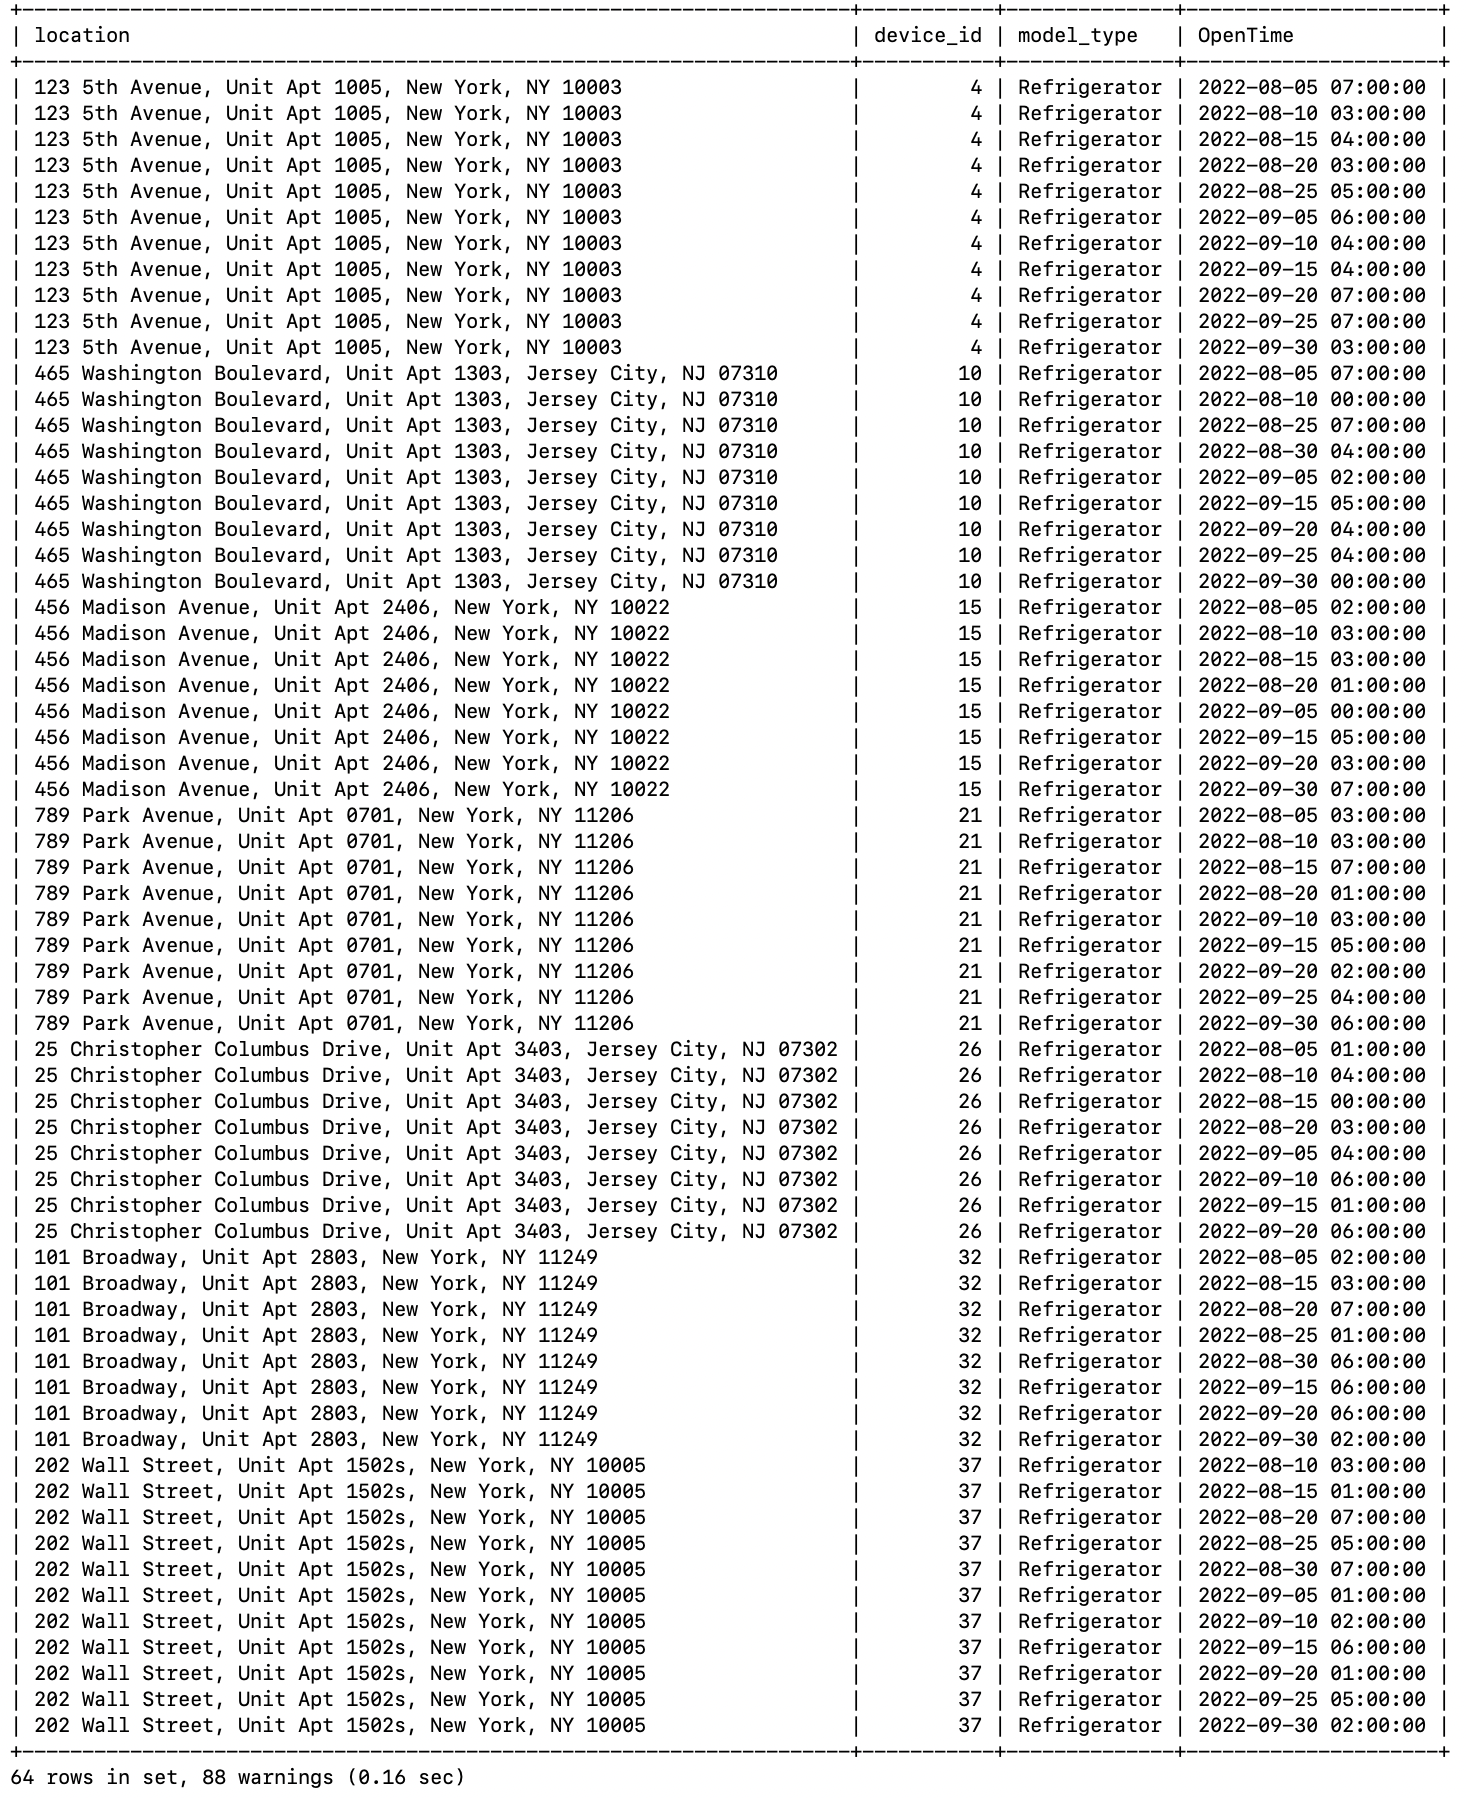 +---------------------------------------------------------------------+-----------+--------------+---------------------+
| location                                                            | device_id | model_type   | OpenTime            |
+---------------------------------------------------------------------+-----------+--------------+---------------------+
| 123 5th Avenue, Unit Apt 1005, New York, NY 10003                   |         4 | Refrigerator | 2022-08-05 07:00:00 |
| 123 5th Avenue, Unit Apt 1005, New York, NY 10003                   |         4 | Refrigerator | 2022-08-10 03:00:00 |
| 123 5th Avenue, Unit Apt 1005, New York, NY 10003                   |         4 | Refrigerator | 2022-08-15 04:00:00 |
| 123 5th Avenue, Unit Apt 1005, New York, NY 10003                   |         4 | Refrigerator | 2022-08-20 03:00:00 |
| 123 5th Avenue, Unit Apt 1005, New York, NY 10003                   |         4 | Refrigerator | 2022-08-25 05:00:00 |
| 123 5th Avenue, Unit Apt 1005, New York, NY 10003                   |         4 | Refrigerator | 2022-09-05 06:00:00 |
| 123 5th Avenue, Unit Apt 1005, New York, NY 10003                   |         4 | Refrigerator | 2022-09-10 04:00:00 |
| 123 5th Avenue, Unit Apt 1005, New York, NY 10003                   |         4 | Refrigerator | 2022-09-15 04:00:00 |
| 123 5th Avenue, Unit Apt 1005, New York, NY 10003                   |         4 | Refrigerator | 2022-09-20 07:00:00 |
| 123 5th Avenue, Unit Apt 1005, New York, NY 10003                   |         4 | Refrigerator | 2022-09-25 07:00:00 |
| 123 5th Avenue, Unit Apt 1005, New York, NY 10003                   |         4 | Refrigerator | 2022-09-30 03:00:00 |
| 465 Washington Boulevard, Unit Apt 1303, Jersey City, NJ 07310      |        10 | Refrigerator | 2022-08-05 07:00:00 |
| 465 Washington Boulevard, Unit Apt 1303, Jersey City, NJ 07310      |        10 | Refrigerator | 2022-08-10 00:00:00 |
| 465 Washington Boulevard, Unit Apt 1303, Jersey City, NJ 07310      |        10 | Refrigerator | 2022-08-25 07:00:00 |
| 465 Washington Boulevard, Unit Apt 1303, Jersey City, NJ 07310      |        10 | Refrigerator | 2022-08-30 04:00:00 |
| 465 Washington Boulevard, Unit Apt 1303, Jersey City, NJ 07310      |        10 | Refrigerator | 2022-09-05 02:00:00 |
| 465 Washington Boulevard, Unit Apt 1303, Jersey City, NJ 07310      |        10 | Refrigerator | 2022-09-15 05:00:00 |
| 465 Washington Boulevard, Unit Apt 1303, Jersey City, NJ 07310      |        10 | Refrigerator | 2022-09-20 04:00:00 |
| 465 Washington Boulevard, Unit Apt 1303, Jersey City, NJ 07310      |        10 | Refrigerator | 2022-09-25 04:00:00 |
| 465 Washington Boulevard, Unit Apt 1303, Jersey City, NJ 07310      |        10 | Refrigerator | 2022-09-30 00:00:00 |
| 456 Madison Avenue, Unit Apt 2406, New York, NY 10022               |        15 | Refrigerator | 2022-08-05 02:00:00 |
| 456 Madison Avenue, Unit Apt 2406, New York, NY 10022               |        15 | Refrigerator | 2022-08-10 03:00:00 |
| 456 Madison Avenue, Unit Apt 2406, New York, NY 10022               |        15 | Refrigerator | 2022-08-15 03:00:00 |
| 456 Madison Avenue, Unit Apt 2406, New York, NY 10022               |        15 | Refrigerator | 2022-08-20 01:00:00 |
| 456 Madison Avenue, Unit Apt 2406, New York, NY 10022               |        15 | Refrigerator | 2022-09-05 00:00:00 |
| 456 Madison Avenue, Unit Apt 2406, New York, NY 10022               |        15 | Refrigerator | 2022-09-15 05:00:00 |
| 456 Madison Avenue, Unit Apt 2406, New York, NY 10022               |        15 | Refrigerator | 2022-09-20 03:00:00 |
| 456 Madison Avenue, Unit Apt 2406, New York, NY 10022               |        15 | Refrigerator | 2022-09-30 07:00:00 |
| 789 Park Avenue, Unit Apt 0701, New York, NY 11206                  |        21 | Refrigerator | 2022-08-05 03:00:00 |
| 789 Park Avenue, Unit Apt 0701, New York, NY 11206                  |        21 | Refrigerator | 2022-08-10 03:00:00 |
| 789 Park Avenue, Unit Apt 0701, New York, NY 11206                  |        21 | Refrigerator | 2022-08-15 07:00:00 |
| 789 Park Avenue, Unit Apt 0701, New York, NY 11206                  |        21 | Refrigerator | 2022-08-20 01:00:00 |
| 789 Park Avenue, Unit Apt 0701, New York, NY 11206                  |        21 | Refrigerator | 2022-09-10 03:00:00 |
| 789 Park Avenue, Unit Apt 0701, New York, NY 11206                  |        21 | Refrigerator | 2022-09-15 05:00:00 |
| 789 Park Avenue, Unit Apt 0701, New York, NY 11206                  |        21 | Refrigerator | 2022-09-20 02:00:00 |
| 789 Park Avenue, Unit Apt 0701, New York, NY 11206                  |        21 | Refrigerator | 2022-09-25 04:00:00 |
| 789 Park Avenue, Unit Apt 0701, New York, NY 11206                  |        21 | Refrigerator | 2022-09-30 06:00:00 |
| 25 Christopher Columbus Drive, Unit Apt 3403, Jersey City, NJ 07302 |        26 | Refrigerator | 2022-08-05 01:00:00 |
| 25 Christopher Columbus Drive, Unit Apt 3403, Jersey City, NJ 07302 |        26 | Refrigerator | 2022-08-10 04:00:00 |
| 25 Christopher Columbus Drive, Unit Apt 3403, Jersey City, NJ 07302 |        26 | Refrigerator | 2022-08-15 00:00:00 |
| 25 Christopher Columbus Drive, Unit Apt 3403, Jersey City, NJ 07302 |        26 | Refrigerator | 2022-08-20 03:00:00 |
| 25 Christopher Columbus Drive, Unit Apt 3403, Jersey City, NJ 07302 |        26 | Refrigerator | 2022-09-05 04:00:00 |
| 25 Christopher Columbus Drive, Unit Apt 3403, Jersey City, NJ 07302 |        26 | Refrigerator | 2022-09-10 06:00:00 |
| 25 Christopher Columbus Drive, Unit Apt 3403, Jersey City, NJ 07302 |        26 | Refrigerator | 2022-09-15 01:00:00 |
| 25 Christopher Columbus Drive, Unit Apt 3403, Jersey City, NJ 07302 |        26 | Refrigerator | 2022-09-20 06:00:00 |
| 101 Broadway, Unit Apt 2803, New York, NY 11249                     |        32 | Refrigerator | 2022-08-05 02:00:00 |
| 101 Broadway, Unit Apt 2803, New York, NY 11249                     |        32 | Refrigerator | 2022-08-15 03:00:00 |
| 101 Broadway, Unit Apt 2803, New York, NY 11249                     |        32 | Refrigerator | 2022-08-20 07:00:00 |
| 101 Broadway, Unit Apt 2803, New York, NY 11249                     |        32 | Refrigerator | 2022-08-25 01:00:00 |
| 101 Broadway, Unit Apt 2803, New York, NY 11249                     |        32 | Refrigerator | 2022-08-30 06:00:00 |
| 101 Broadway, Unit Apt 2803, New York, NY 11249                     |        32 | Refrigerator | 2022-09-15 06:00:00 |
| 101 Broadway, Unit Apt 2803, New York, NY 11249                     |        32 | Refrigerator | 2022-09-20 06:00:00 |
| 101 Broadway, Unit Apt 2803, New York, NY 11249                     |        32 | Refrigerator | 2022-09-30 02:00:00 |
| 202 Wall Street, Unit Apt 1502s, New York, NY 10005                 |        37 | Refrigerator | 2022-08-10 03:00:00 |
| 202 Wall Street, Unit Apt 1502s, New York, NY 10005                 |        37 | Refrigerator | 2022-08-15 01:00:00 |
| 202 Wall Street, Unit Apt 1502s, New York, NY 10005                 |        37 | Refrigerator | 2022-08-20 07:00:00 |
| 202 Wall Street, Unit Apt 1502s, New York, NY 10005                 |        37 | Refrigerator | 2022-08-25 05:00:00 |
| 202 Wall Street, Unit Apt 1502s, New York, NY 10005                 |        37 | Refrigerator | 2022-08-30 07:00:00 |
| 202 Wall Street, Unit Apt 1502s, New York, NY 10005                 |        37 | Refrigerator | 2022-09-05 01:00:00 |
| 202 Wall Street, Unit Apt 1502s, New York, NY 10005                 |        37 | Refrigerator | 2022-09-10 02:00:00 |
| 202 Wall Street, Unit Apt 1502s, New York, NY 10005                 |        37 | Refrigerator | 2022-09-15 06:00:00 |
| 202 Wall Street, Unit Apt 1502s, New York, NY 10005                 |        37 | Refrigerator | 2022-09-20 01:00:00 |
| 202 Wall Street, Unit Apt 1502s, New York, NY 10005                 |        37 | Refrigerator | 2022-09-25 05:00:00 |
| 202 Wall Street, Unit Apt 1502s, New York, NY 10005                 |        37 | Refrigerator | 2022-09-30 02:00:00 |
+---------------------------------------------------------------------+-----------+--------------+---------------------+
64 rows in set, 88 warnings (0.16 sec)